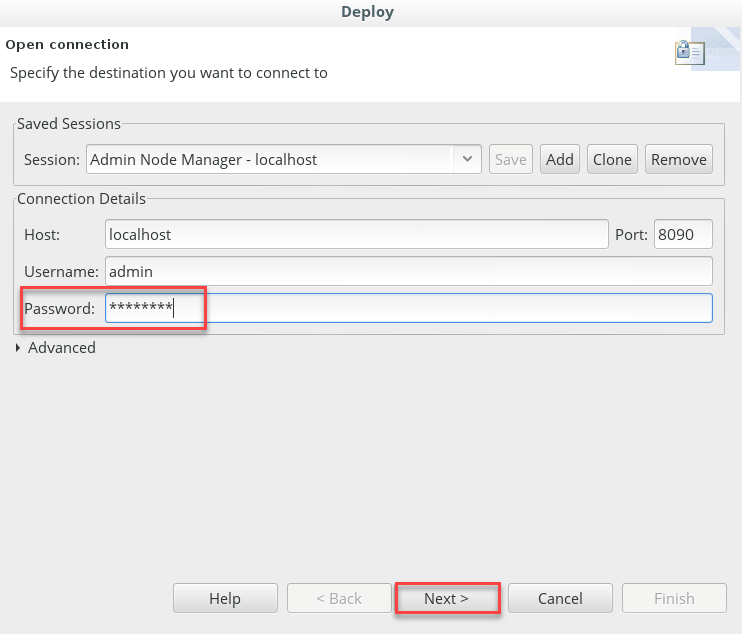 Deploy
Open connection
Specify the destination you want to connect to
Saved Sessions
Session: Admin Node Manager - localhost Save Add Clone Remove
Connection Details
Host: localhost Port: 8090
Username: admin
Password: ********
Advanced
Help < Back Next > Cancel Finish